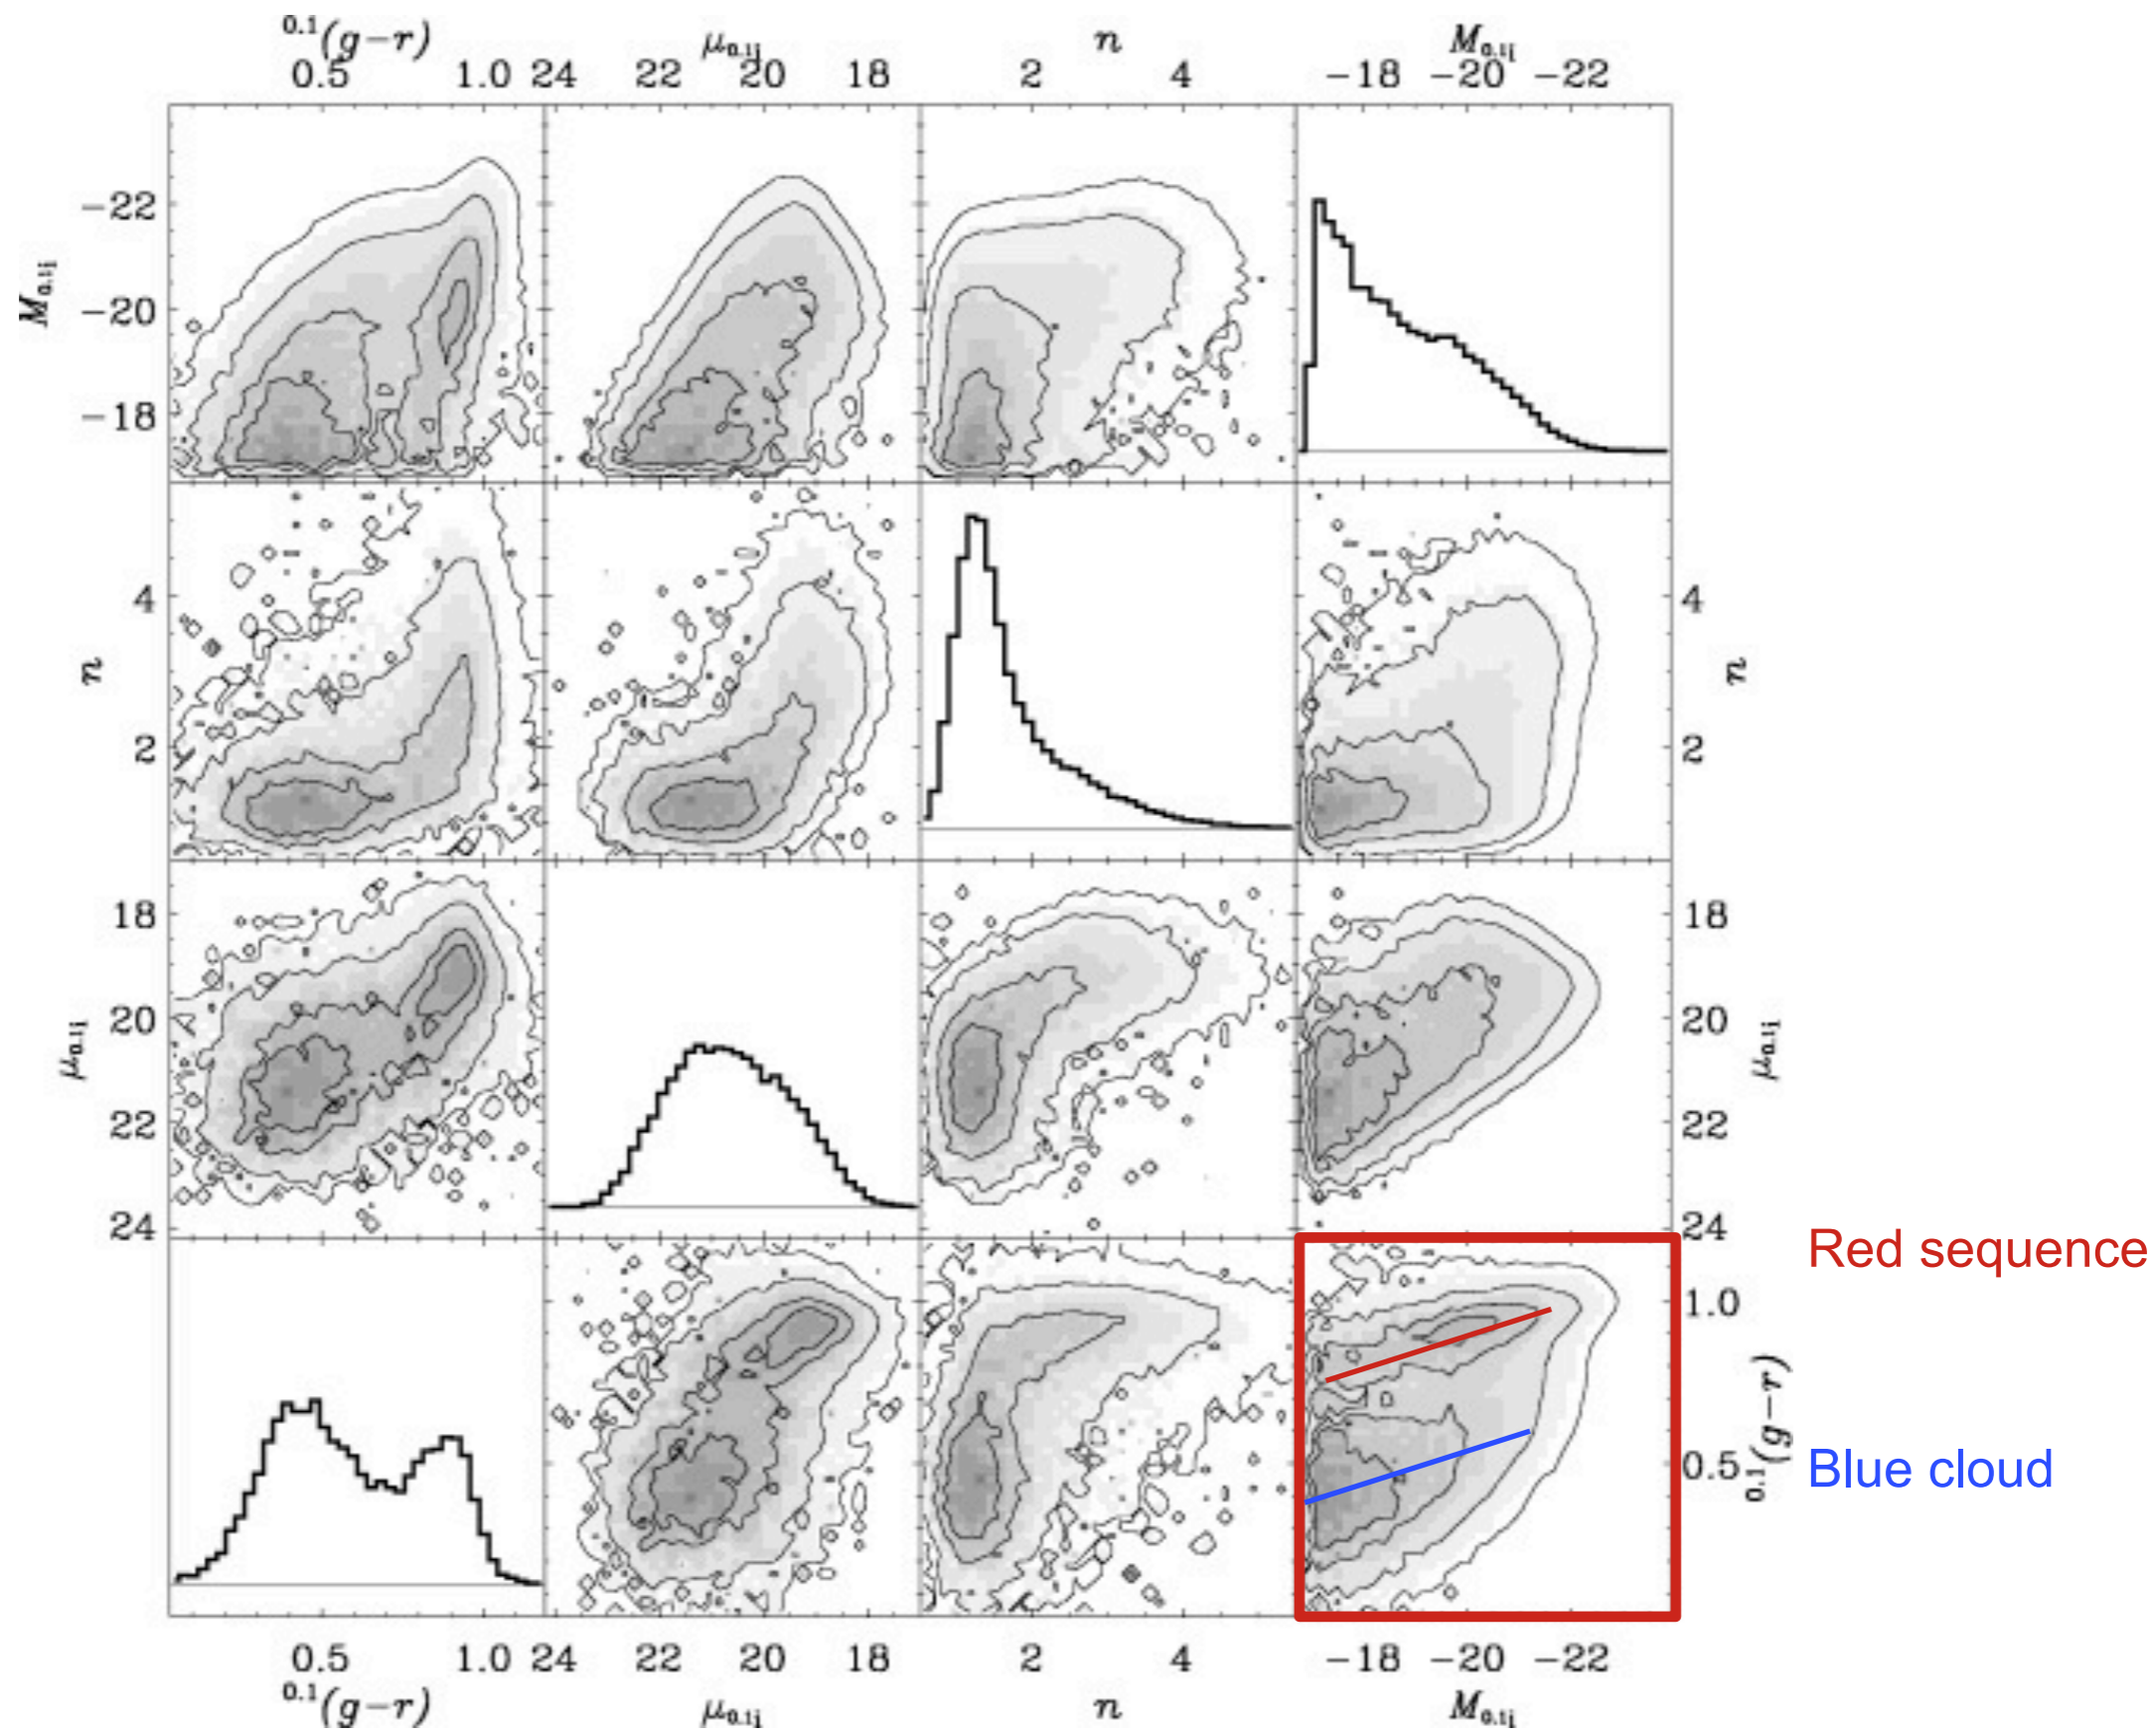 0.1(g−r) μ0.1i n M0.1i
0.5 1.0 24 22 20 18 2 4 −18 −20 −22
−22
M0.1i
−20
−18
4 4
n n
2 2
18 18
μ0.1i 20 20 μ0.1i
22 22
24 24
Red sequence
1.0
0.1(g−r)
0.5
Blue cloud
0.5 1.0 24 22 20 18 2 4 −18 −20 −22
0.1(g−r) μ0.1i n M0.1i